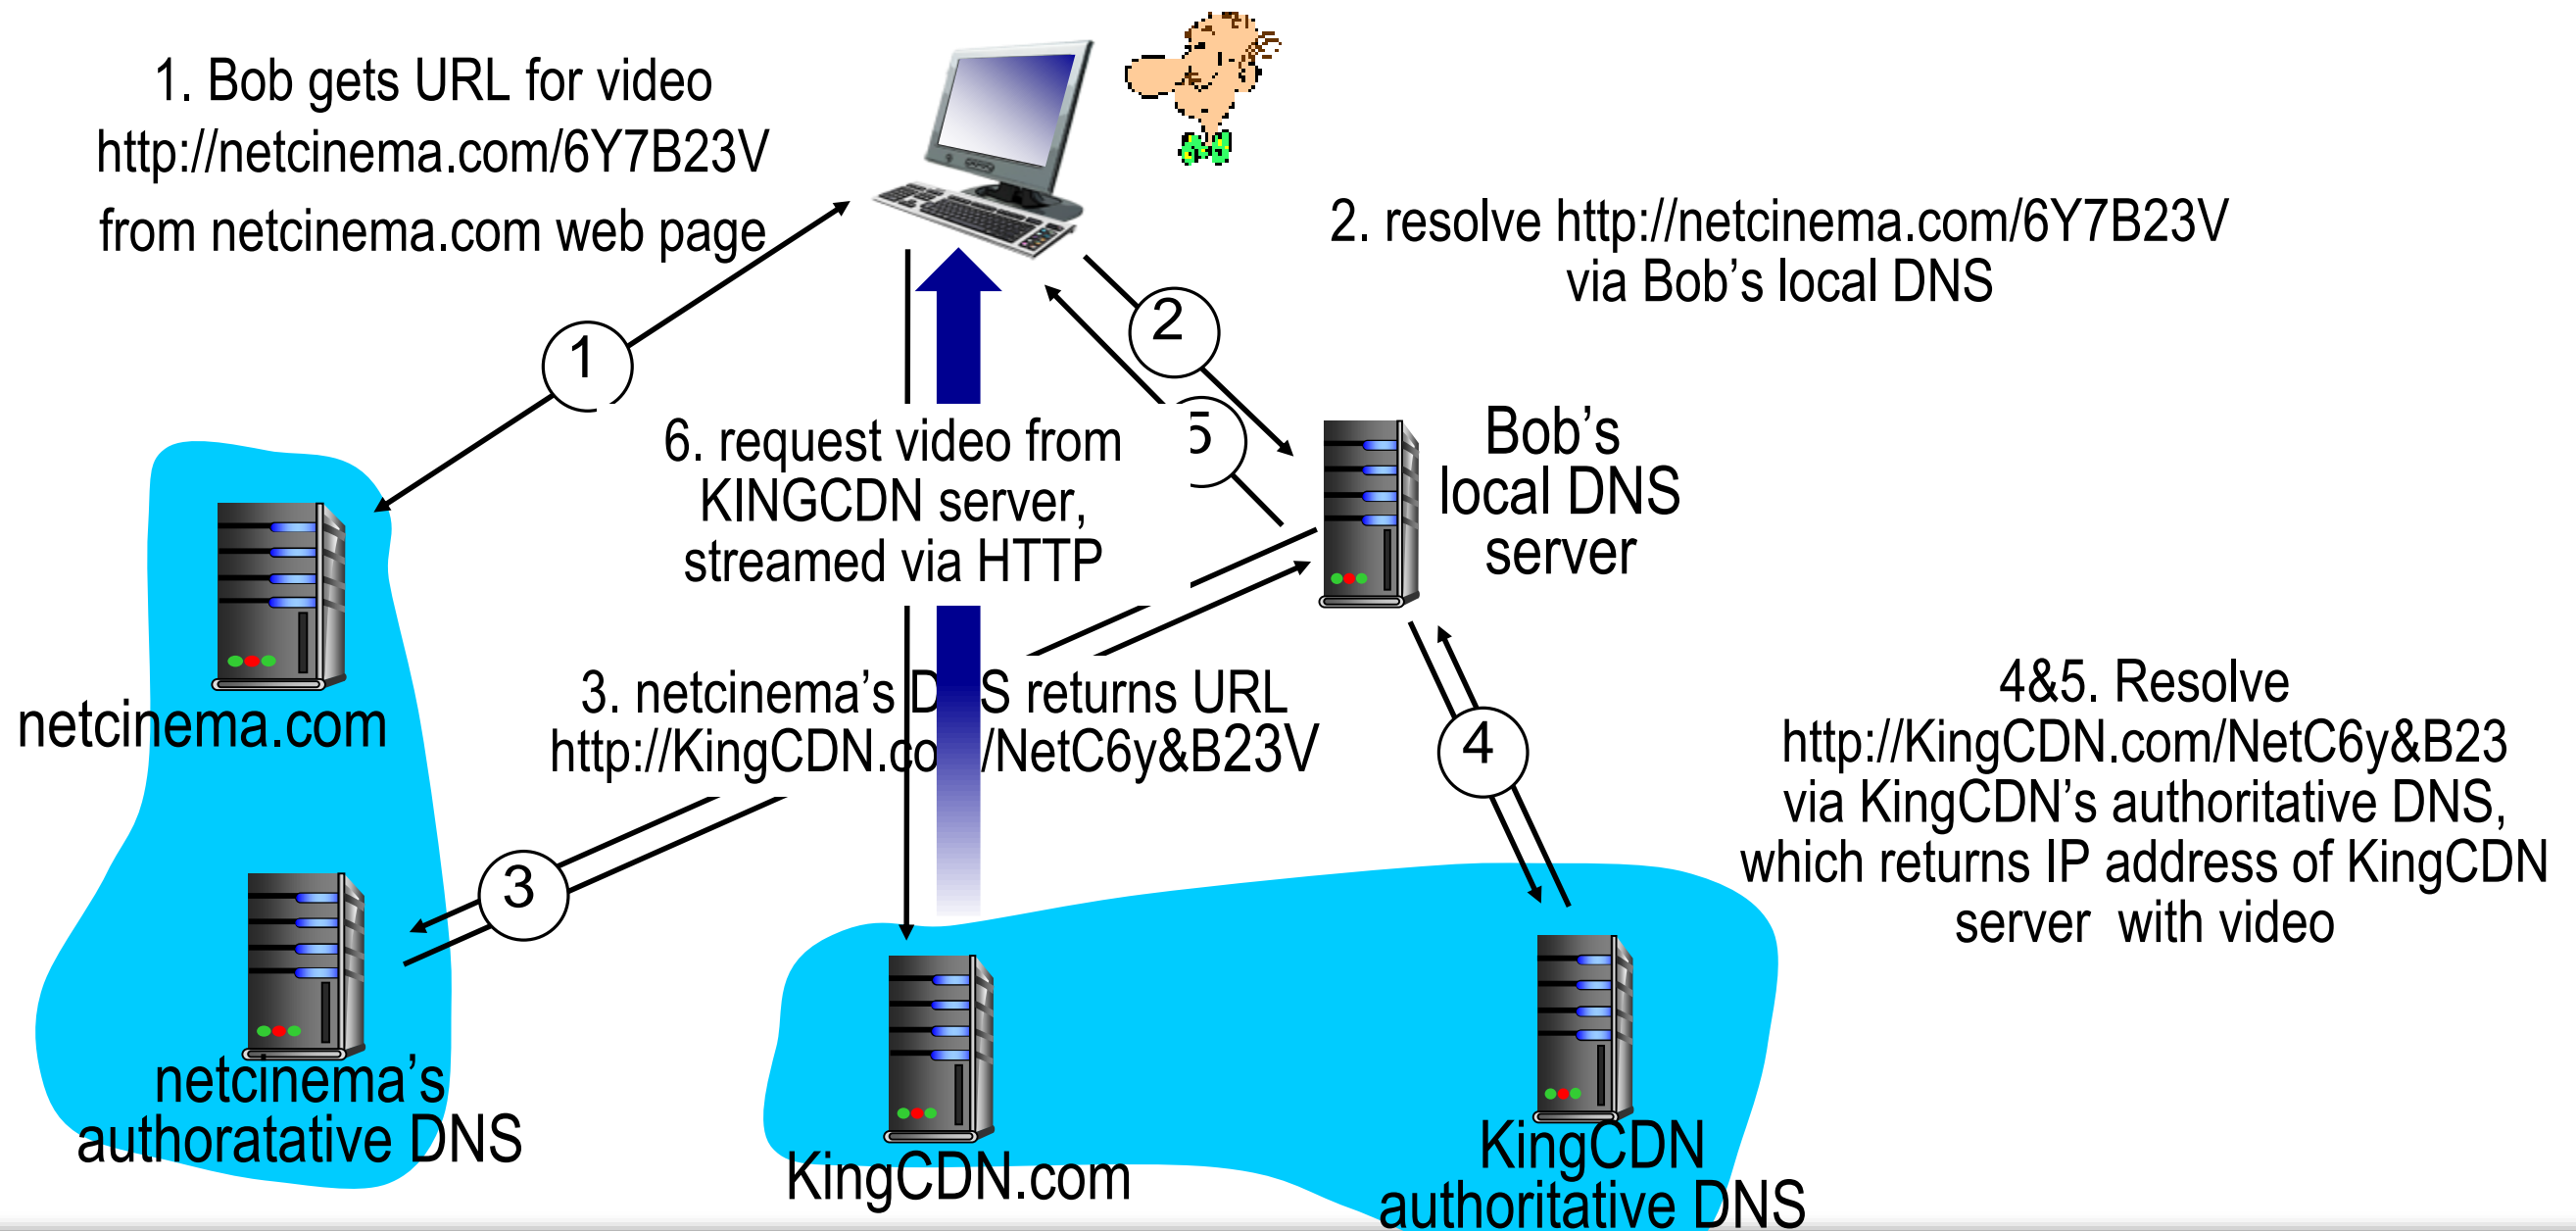 1. Bob gets URL for video
http://netcinema.com/6Y7B23V
from netcinema.com web page
2. resolve http://netcinema.com/6Y7B23V
via Bob’s local DNS
1
2
5
6. request video from
KINGCDN server,
streamed via HTTP
Bob’s
local DNS
server
3. netcinema’s DNS returns URL
http://KingCDN.com/NetC6y&B23V
netcinema.com
4
4&5. Resolve
http://KingCDN.com/NetC6y&B23
via KingCDN’s authoritative DNS,
which returns IP address of KingCDN
server with video
3
netcinema’s
authoratative DNS
KingCDN.com
KingCDN
authoritative DNS